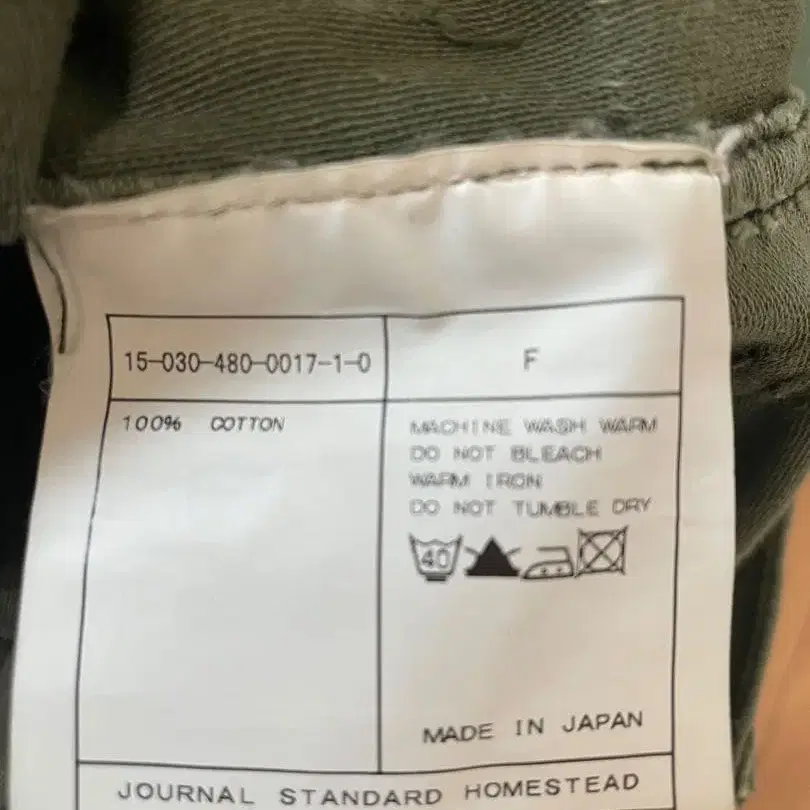 15-030-480-0017-1-0
F
100% COTTON
MACHINE WASH WARM
DO NOT BLEACH
WARM IRON
DO NOT TUMBLE DRY
40
MADE IN JAPAN
JOURNAL STANDARD HOMESTEAD